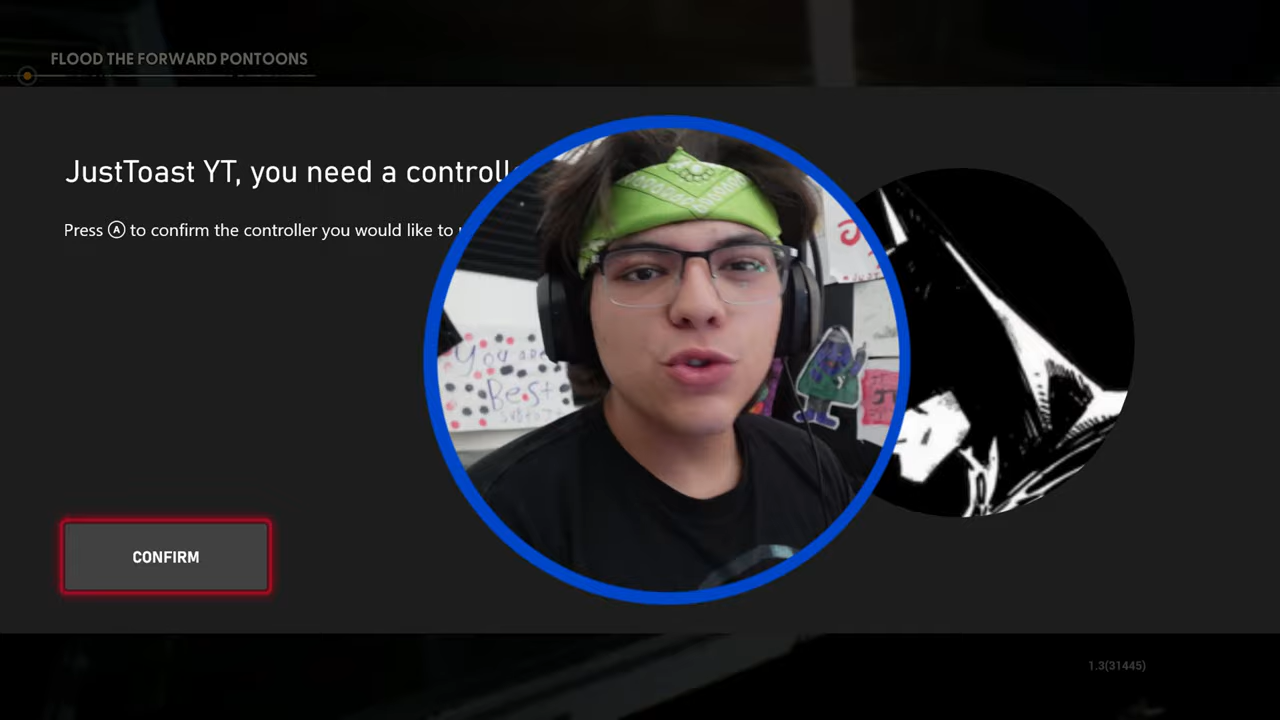 FLOOD THE FORWARD PONTOONS
JustToast YT, you need a controll
Press A to confirm the controller you would like to
You are
Best
CONFIRM
1.3(31445)